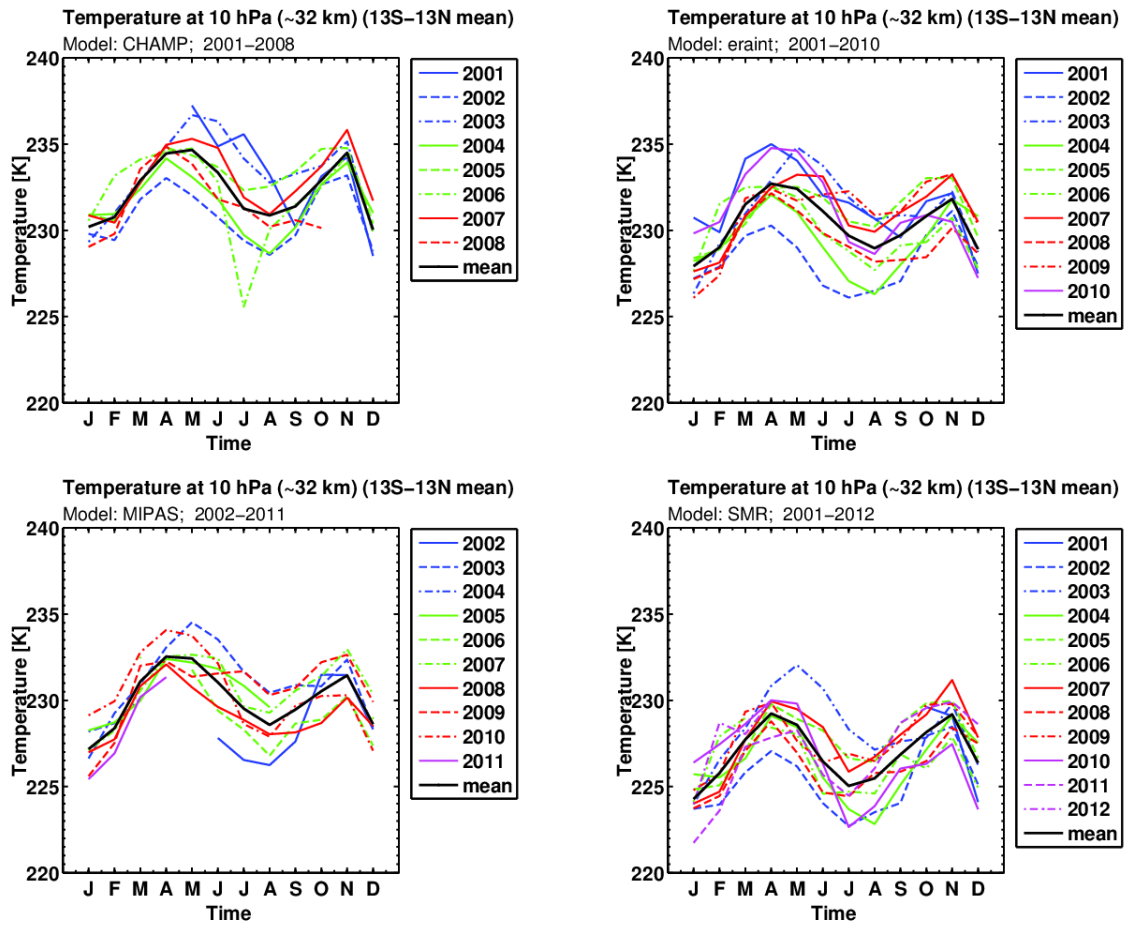 Temperature at 10 hPa (~32 km) (13S−13N mean)
Model: CHAMP; 2001−2008
240
235
230
225
220
Temperature [K]
J F M A M J J A S O N D
Time
2001
2002
2003
2004
2005
2006
2007
2008
mean
Temperature at 10 hPa (~32 km) (13S−13N mean)
Model: eraint; 2001−2010
240
235
230
225
220
Temperature [K]
J F M A M J J A S O N D
Time
2001
2002
2003
2004
2005
2006
2007
2008
2009
2010
mean
Temperature at 10 hPa (~32 km) (13S−13N mean)
Model: MIPAS; 2002−2011
240
235
230
225
220
Temperature [K]
J F M A M J J A S O N D
Time
2002
2003
2004
2005
2006
2007
2008
2009
2010
2011
mean
Temperature at 10 hPa (~32 km) (13S−13N mean)
Model: SMR; 2001−2012
240
235
230
225
220
Temperature [K]
J F M A M J J A S O N D
Time
2001
2002
2003
2004
2005
2006
2007
2008
2009
2010
2011
2012
mean